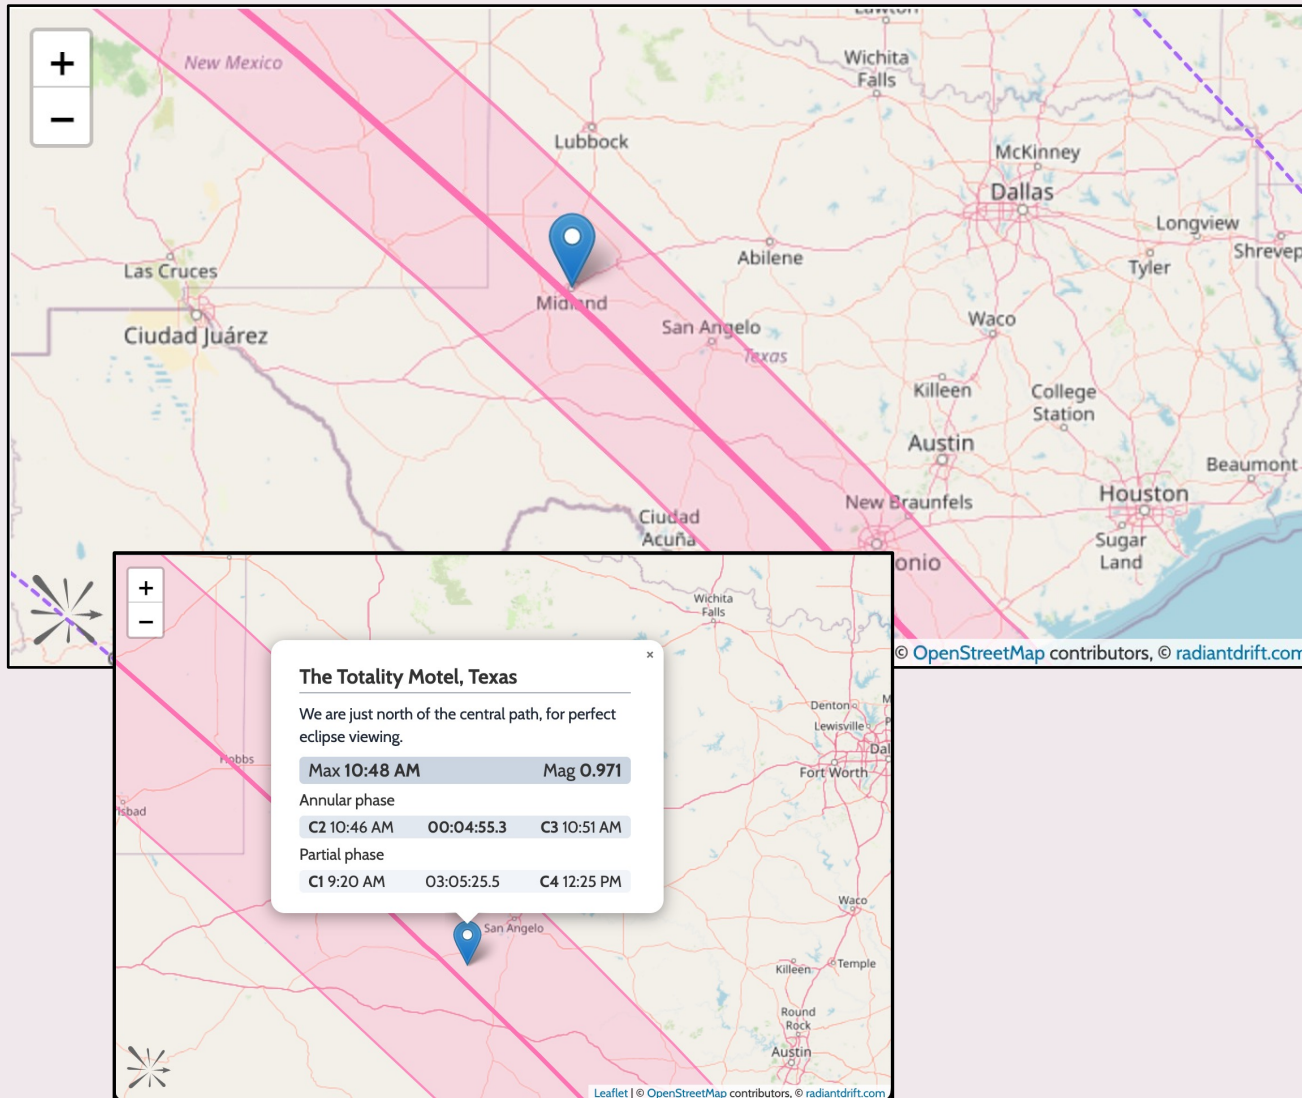 Lawton
+
New Mexico
Wichita
Falls
−
Lubbock
McKinney
Dallas
Longview
Abilene
Tyler
Las Cruces
Midland
San Angelo
Waco
Ciudad Juárez
Texas
Killeen
College
Station
Austin
Beaumont
New Braunfels
Houston
Ciudad
Acuña
Sugar
Land
onio
© OpenStreetMap contributors, © radiantdrift.com
+
−
Wichita
Falls
×
The Totality Motel, Texas
We are just north of the central path, for perfect
eclipse viewing.
Max 10:48 AM Mag 0.971
Annular phase
C2 10:46 AM 00:04:55.3 C3 10:51 AM
Partial phase
C1 9:20 AM 03:05:25.5 C4 12:25 PM
Denton
Lewisville
Hobbs
Dal
Fort Worth
lsbad
Waco
San Angelo
Killeen
Temple
Round
Rock
Austin
Leaflet | © OpenStreetMap contributors, © radiantdrift.com